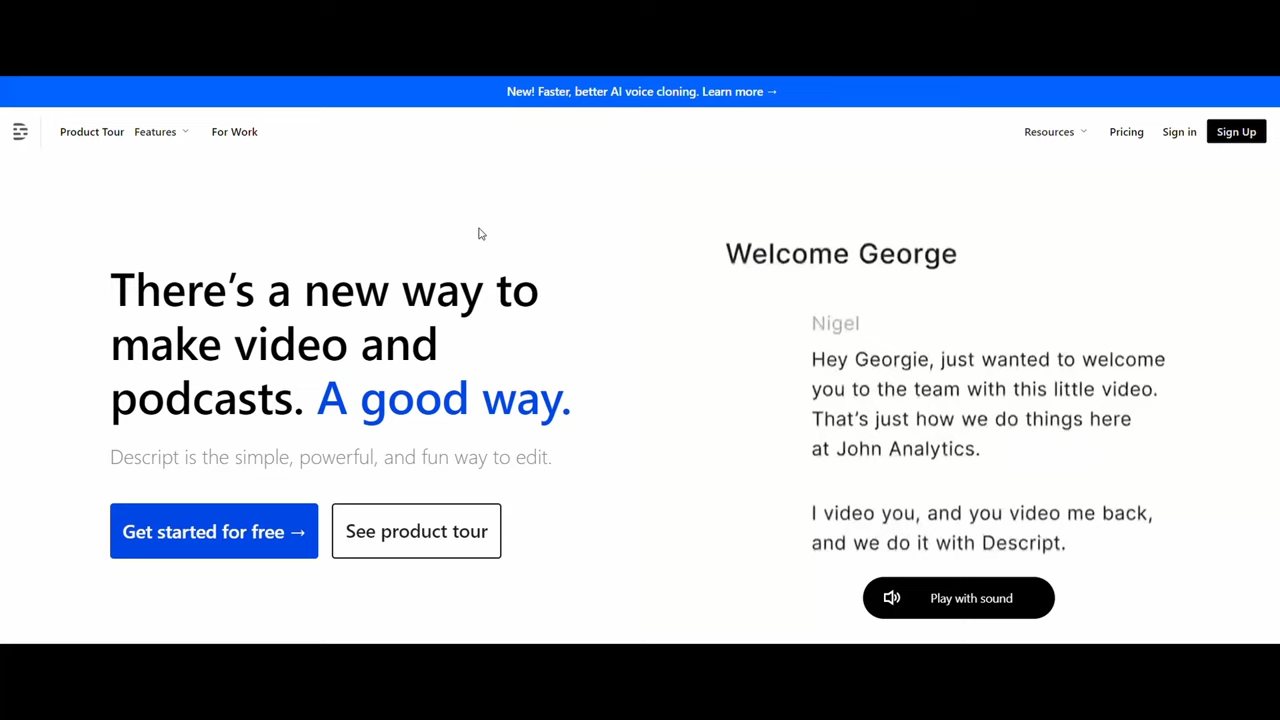 New! Faster, better AI voice cloning. Learn more →
Product Tour Features For Work Resources Pricing Sign in Sign Up
There’s a new way to
make video and
podcasts. A good way.
Descript is the simple, powerful, and fun way to edit.
Get started for free → See product tour
Welcome George
Nigel
Hey Georgie, just wanted to welcome
you to the team with this little video.
That’s just how we do things here
at John Analytics.
I video you, and you video me back,
and we do it with Descript.
Play with sound